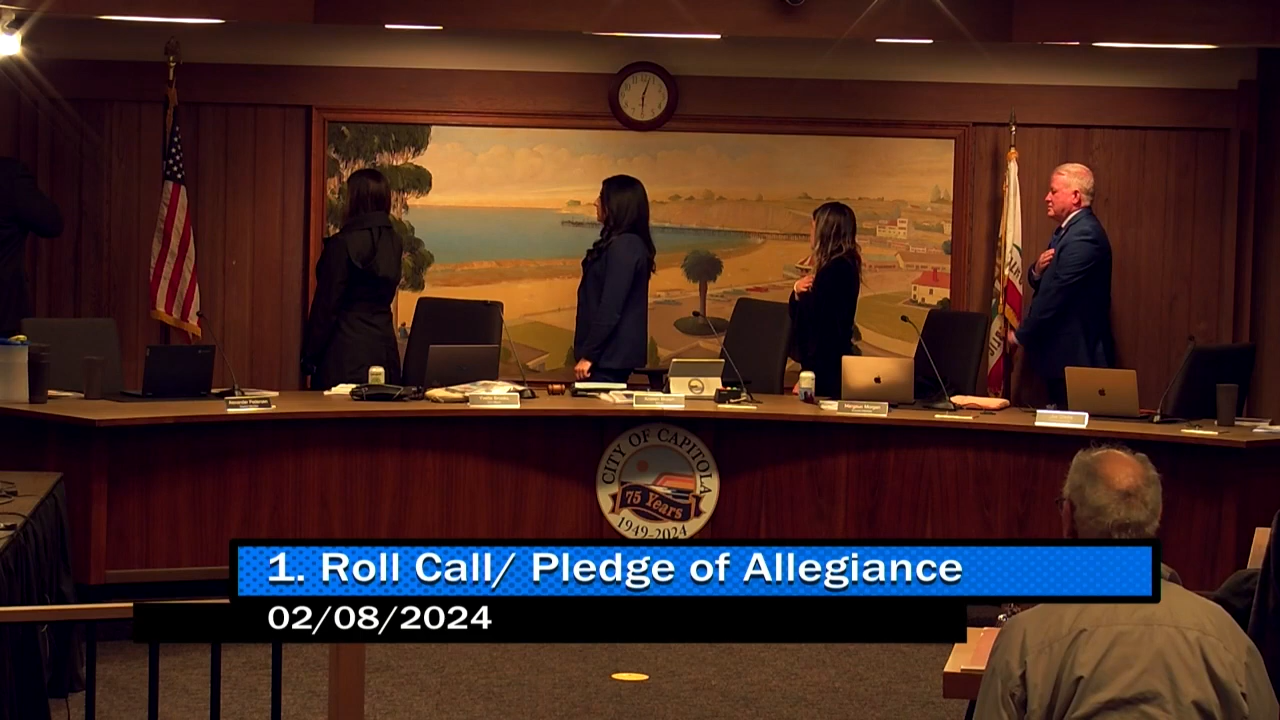 CITY OF CAPITOLA
75 Years
1949-2024
1. Roll Call/ Pledge of Allegiance
02/08/2024